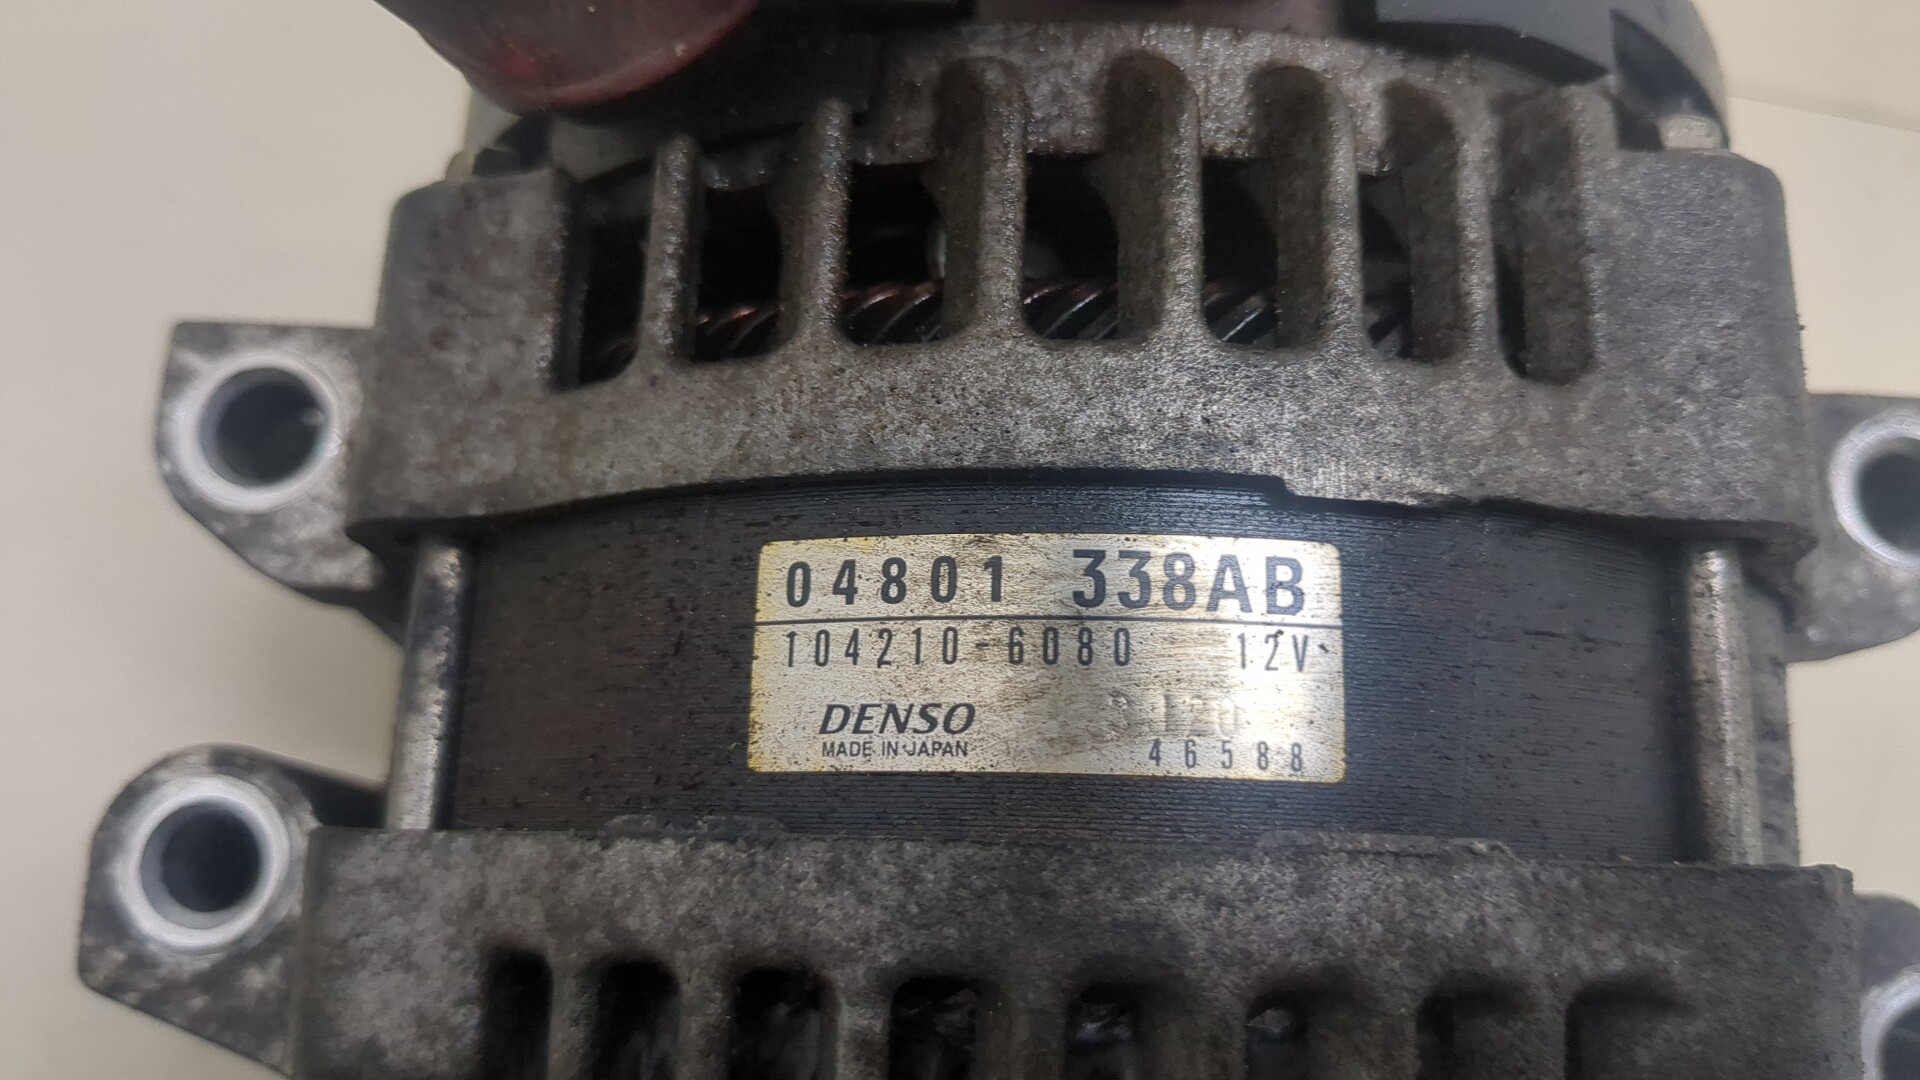 04801 338AB
104210-6080 12V
DENSO
MADE IN JAPAN
46588